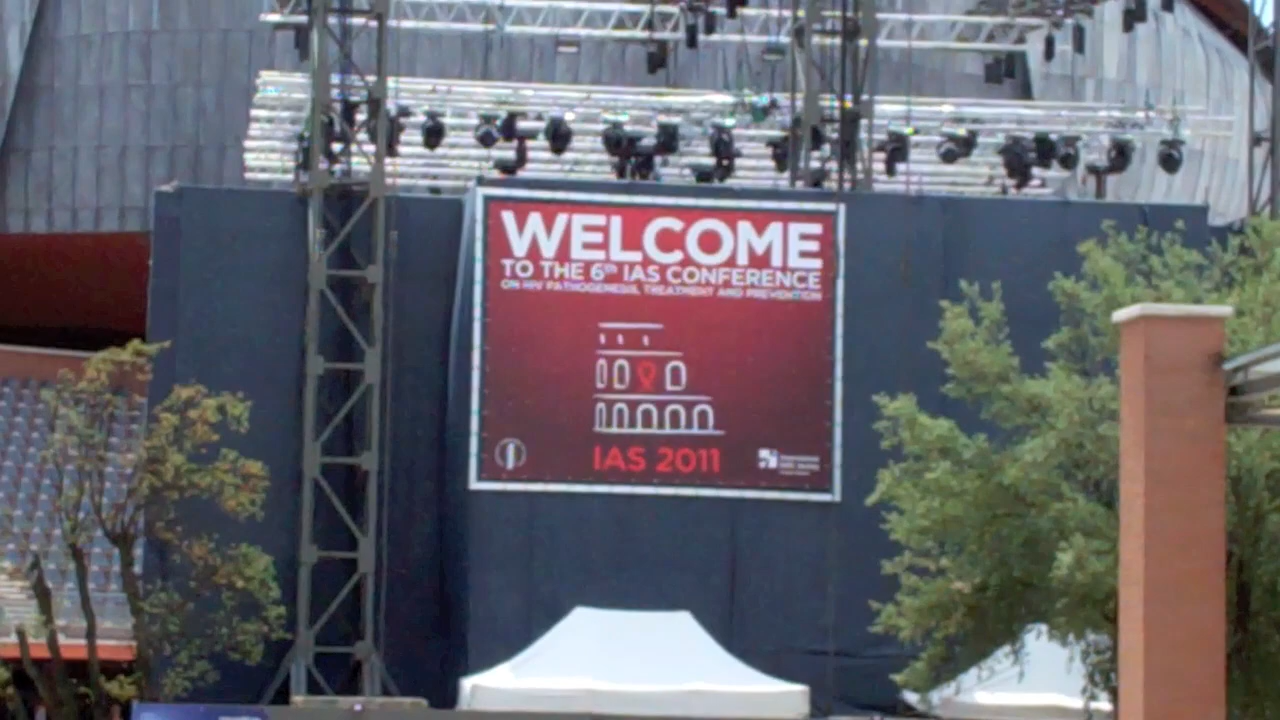 WELCOME
TO THE 6th IAS CONFERENCE
ON HIV PATHOGENESIS, TREATMENT AND PREVENTION
IAS 2011